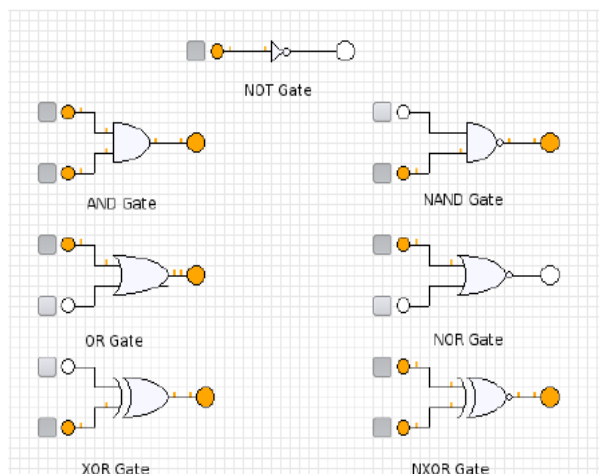 NOT Gate
AND Gate
NAND Gate
OR Gate
NOR Gate
XOR Gate
NXOR Gate